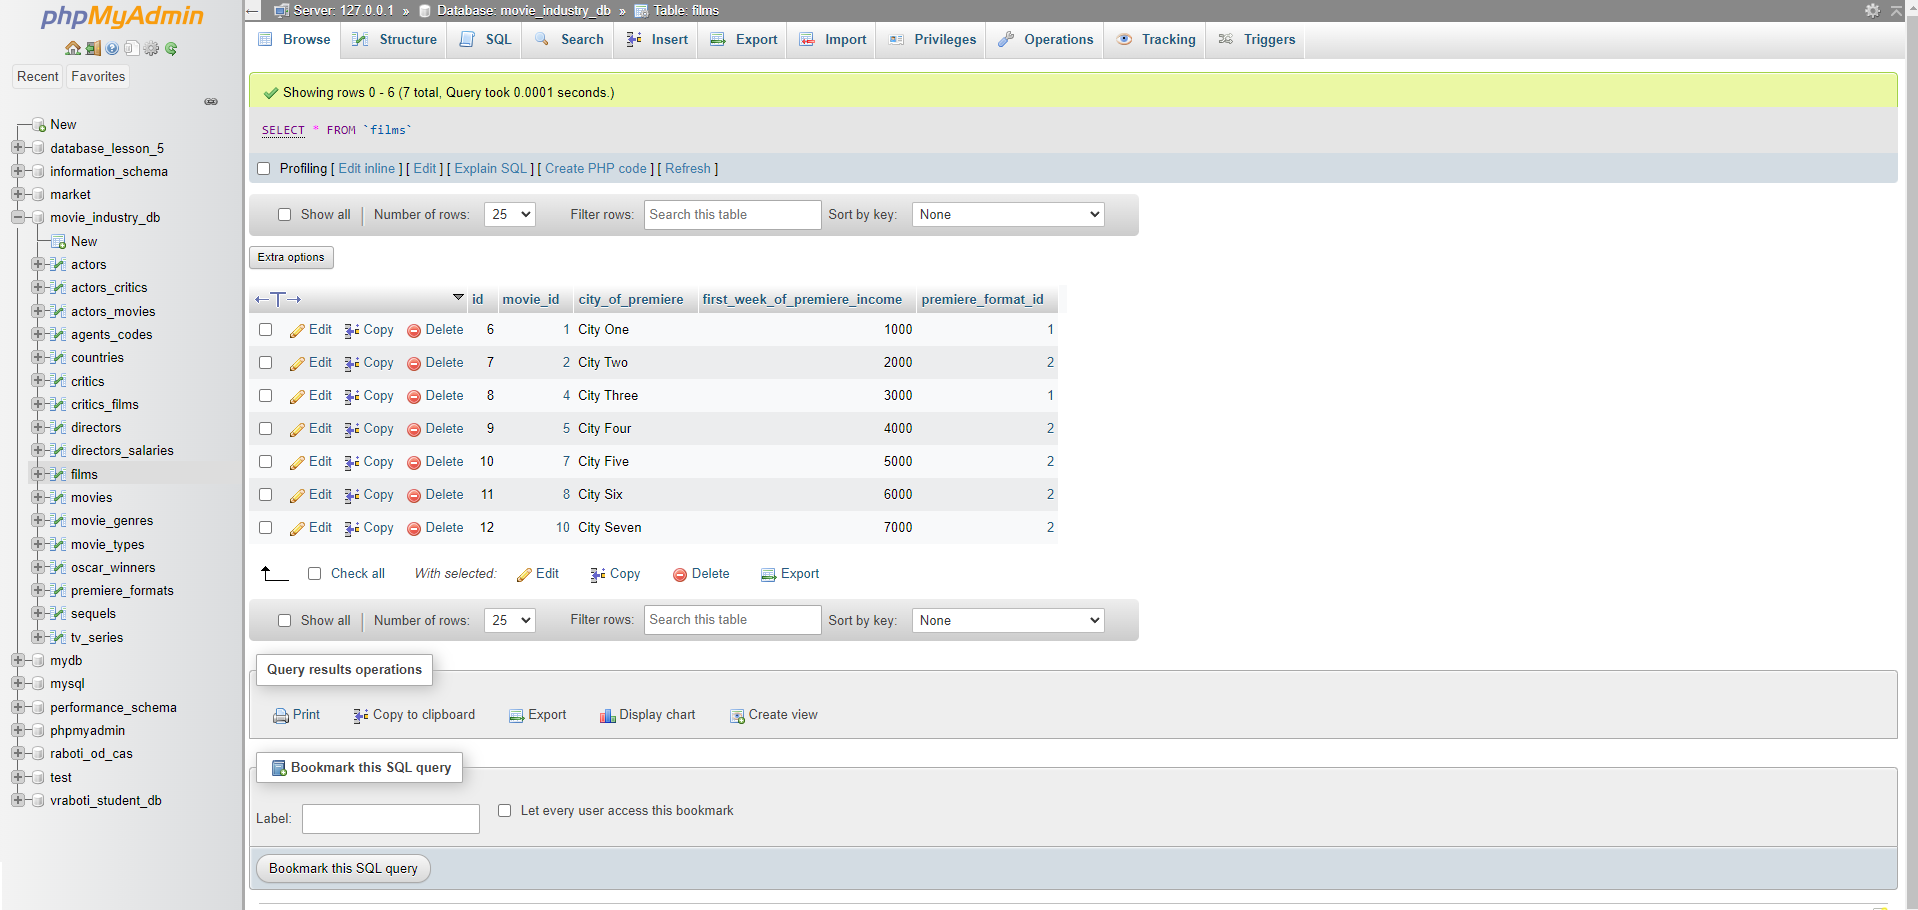 phpMyAdmin
Recent Favorites
New
database_lesson_5
information_schema
market
movie_industry_db
New
actors
actors_critics
actors_movies
agents_codes
countries
critics
critics_films
directors
directors_salaries
films
movies
movie_genres
movie_types
oscar_winners
premiere_formats
sequels
tv_series
mydb
mysql
performance_schema
phpmyadmin
raboti_od_cas
test
vraboti_student_db
Server: 127.0.0.1 » Database: movie_industry_db » Table: films
Browse Structure SQL Search Insert Export Import Privileges Operations Tracking Triggers
Showing rows 0 - 6 (7 total, Query took 0.0001 seconds.)
SELECT * FROM `films`
Profiling [ Edit inline ] [ Edit ] [ Explain SQL ] [ Create PHP code ] [ Refresh ]
Show all | Number of rows: 25 Filter rows: Search this table Sort by key: None
Extra options
←T→ id movie_id city_of_premiere first_week_of_premiere_income premiere_format_id
Edit Copy Delete 6 1 City One 1000 1
Edit Copy Delete 7 2 City Two 2000 2
Edit Copy Delete 8 4 City Three 3000 1
Edit Copy Delete 9 5 City Four 4000 2
Edit Copy Delete 10 7 City Five 5000 2
Edit Copy Delete 11 8 City Six 6000 2
Edit Copy Delete 12 10 City Seven 7000 2
Check all With selected: Edit Copy Delete Export
Show all | Number of rows: 25 Filter rows: Search this table Sort by key: None
Query results operations
Print Copy to clipboard Export Display chart Create view
Bookmark this SQL query
Label: Let every user access this bookmark
Bookmark this SQL query